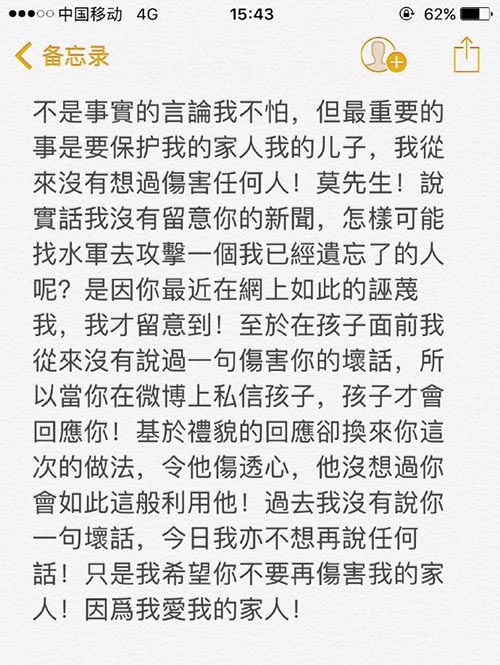 中国移动 4G 15:43 62%
备忘录
不是事實的言論我不怕，但最重要的
事是要保护我的家人我的儿子，我從
來沒有想過傷害任何人！莫先生！說
實話我沒有留意你的新聞，怎樣可能
找水軍去攻擊一個我已經遺忘了的人
呢？是因你最近在網上如此的誣蔑
我，我才留意到！至於在孩子面前我
從來沒有說過一句傷害你的壞話，所
以當你在微博上私信孩子，孩子才會
回應你！基於禮貌的回應卻換來你這
次的做法，令他傷透心，他沒想過你
會如此這般利用他！過去我沒有說你
一句壞話，今日我亦不想再說任何
話！只是我希望你不要再傷害我的家
人！因爲我愛我的家人！